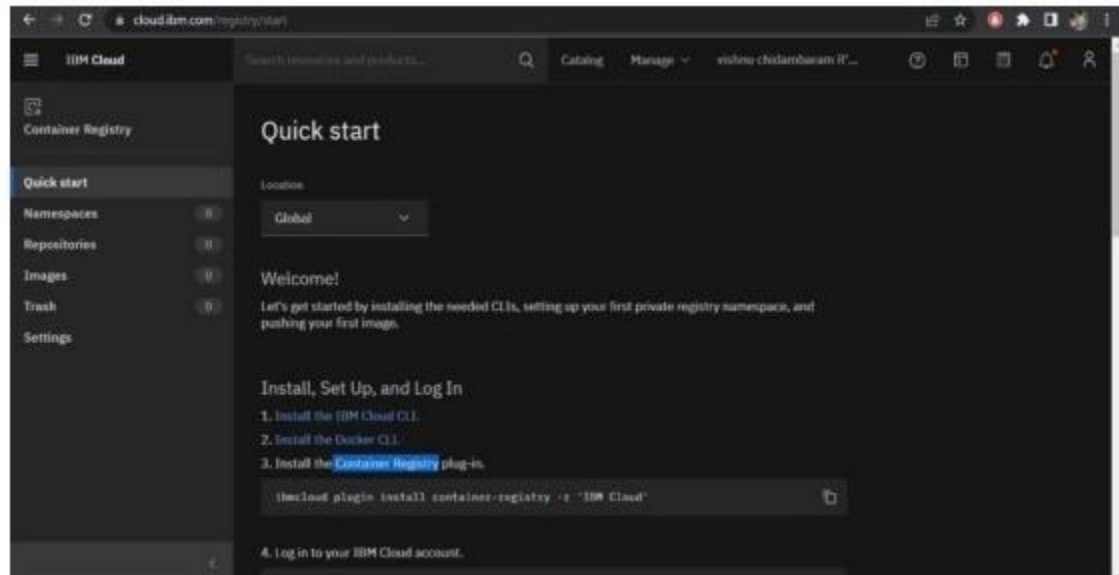 cloud.ibm.com/registry/start
IBM Cloud
Search resources and products...
Catalog
Manage
vishnu chidambaram R'...
Container Registry
Quick start
Namespaces
0
Repositories
0
Images
0
Trash
0
Settings
Quick start
Location
Global
Welcome!
Let's get started by installing the needed CLIs, setting up your first private registry namespace, and
pushing your first image.
Install, Set Up, and Log In
1. Install the IBM Cloud CLI.
2. Install the Docker CLI.
3. Install the Container Registry plug-in.
ibmcloud plugin install container-registry -r 'IBM Cloud'
4. Log in to your IBM Cloud account.